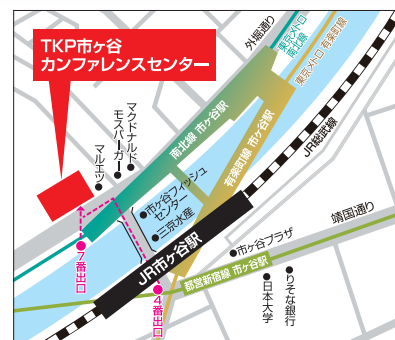 TKP市ヶ谷
カンファレンスセンター
外堀通り
東京メトロ
南北線
東京メトロ・有楽町線
JR総武線
マクドナルド
モスバーガー
マルエツ
南北線 市ヶ谷駅
有楽町線 市ヶ谷駅
市ヶ谷フィッシュ
センター
三京水産
靖国通り
JR市ヶ谷駅
市ヶ谷プラザ
7番出口
4番出口
都営新宿線 市ヶ谷駅
日本大学
りそな銀行